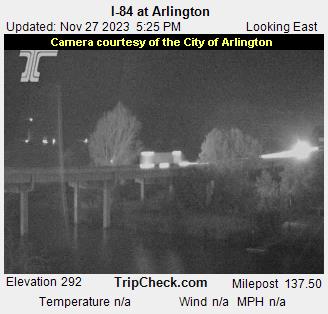 I-84 at Arlington
Updated: Nov 27 2023 5:25 PM Looking East
Camera courtesy of the City of Arlington
Elevation 292 TripCheck.com Milepost 137.50
Temperature n/a Wind n/a MPH n/a